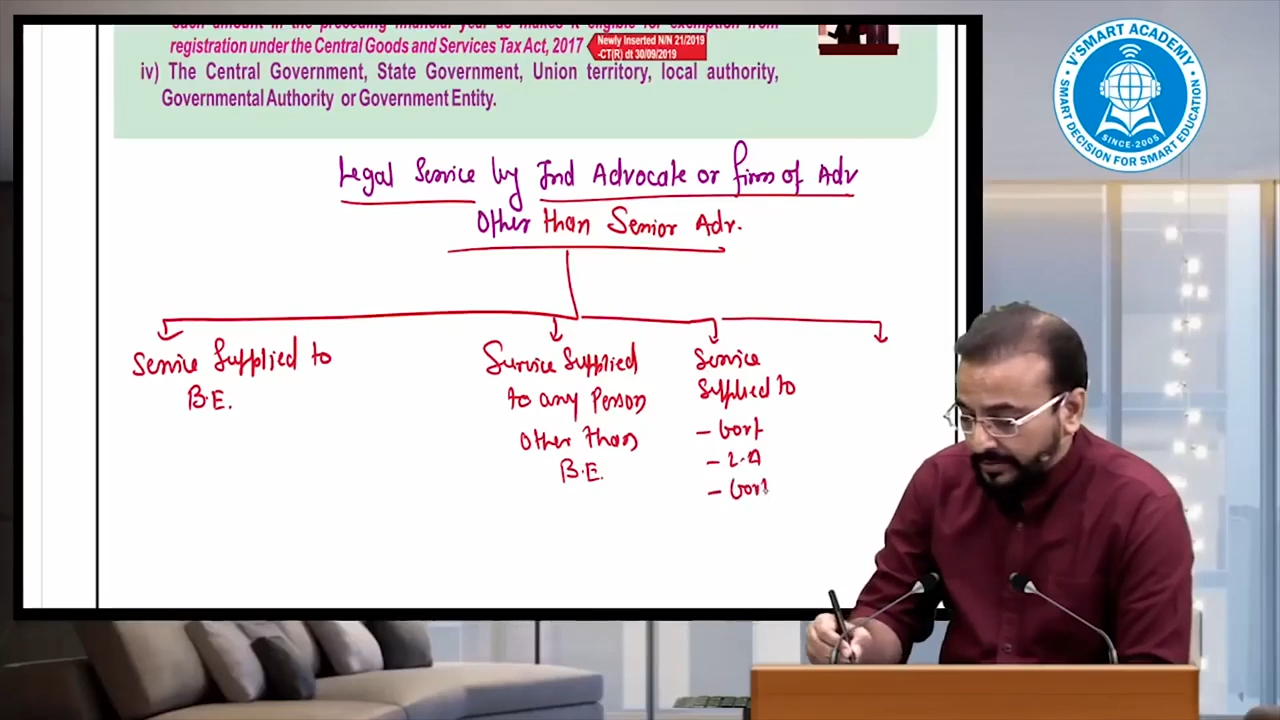 registration under the Central Goods and Services Tax Act, 2017
Newly Inserted N/N 21/2019
-CT(R) dt 30/09/2019
iv) The Central Government, State Government, Union territory, local authority,
Governmental Authority or Government Entity.
Legal Service by Ind Advocate or firm of Adv
Other than Senior Adv.
Service Supplied to
B.E.
Service Supplied
to any Person
Other than
B.E.
Service
Supplied to
- Govt
- L.A
- Govt
V'SMART ACADEMY
SMART DECISION FOR SMART EDUCATION
SINCE-2005